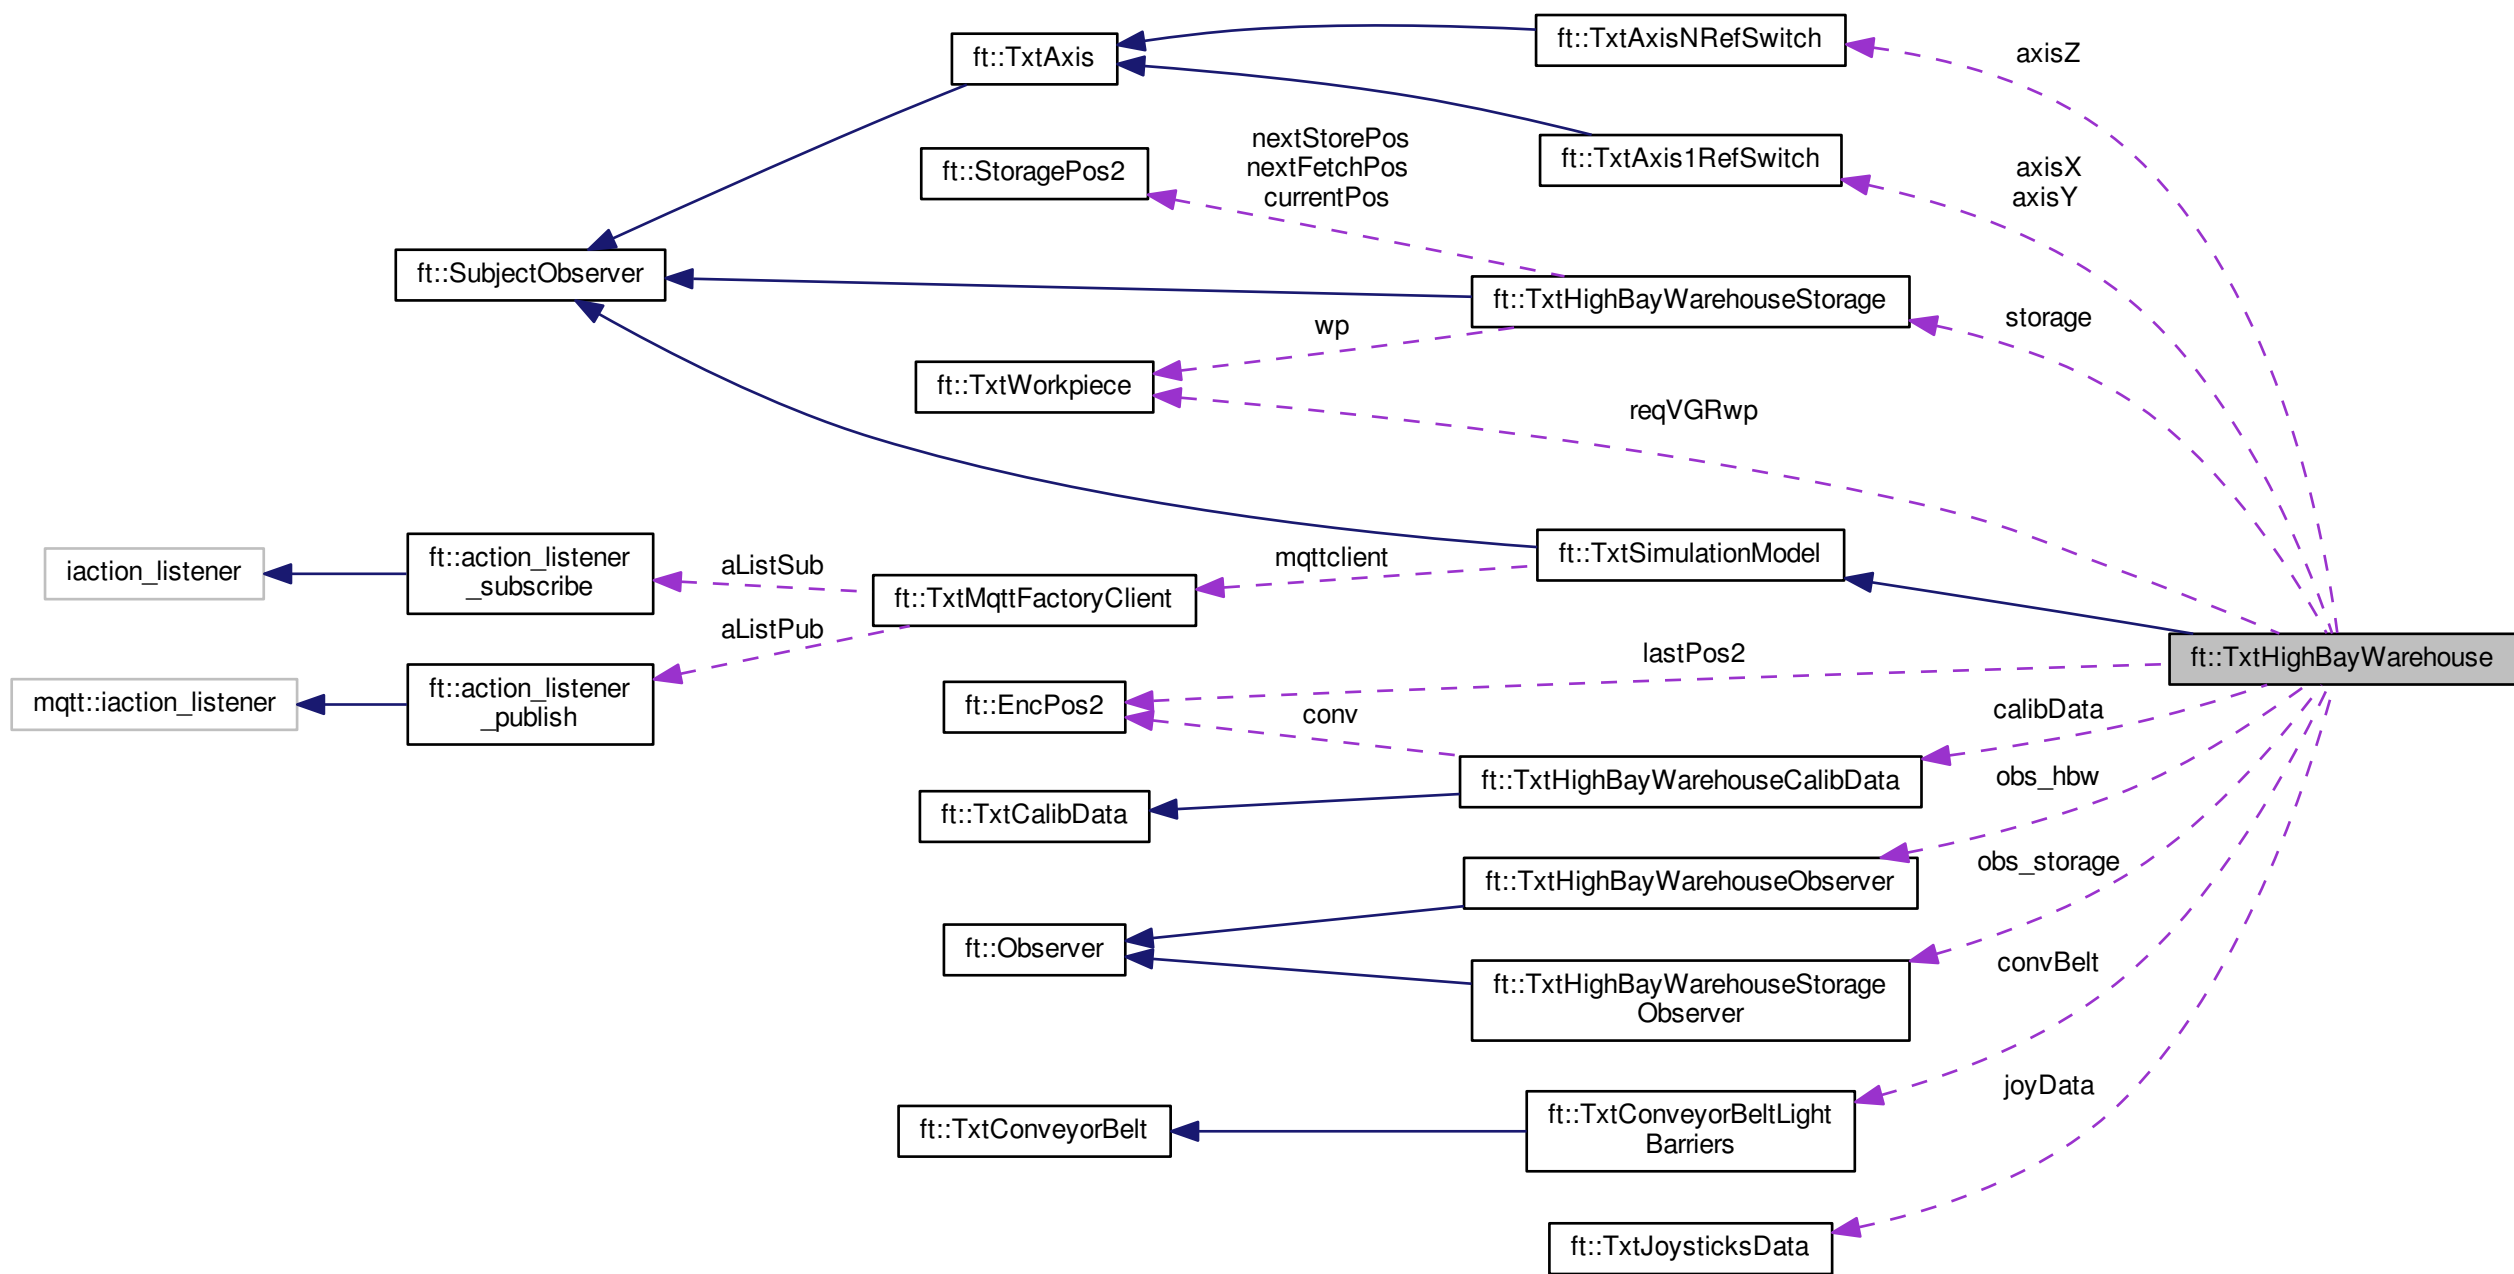 ft::TxtAxisNRefSwitch
axisZ
ft::TxtAxis
ft::TxtAxis1RefSwitch
axisX
axisY
nextStorePos
nextFetchPos
currentPos
ft::StoragePos2
ft::SubjectObserver
ft::TxtHighBayWarehouseStorage
storage
wp
ft::TxtWorkpiece
reqVGRwp
iaction_listener
ft::action_listener
_subscribe
aListSub
ft::TxtMqttFactoryClient
mqttclient
ft::TxtSimulationModel
aListPub
mqtt::iaction_listener
ft::action_listener
_publish
lastPos2
ft::TxtHighBayWarehouse
ft::EncPos2
conv
calibData
ft::TxtHighBayWarehouseCalibData
ft::TxtCalibData
obs_hbw
ft::TxtHighBayWarehouseObserver
obs_storage
ft::Observer
ft::TxtHighBayWarehouseStorage
Observer
convBelt
ft::TxtConveyorBelt
ft::TxtConveyorBeltLight
Barriers
joyData
ft::TxtJoysticksData